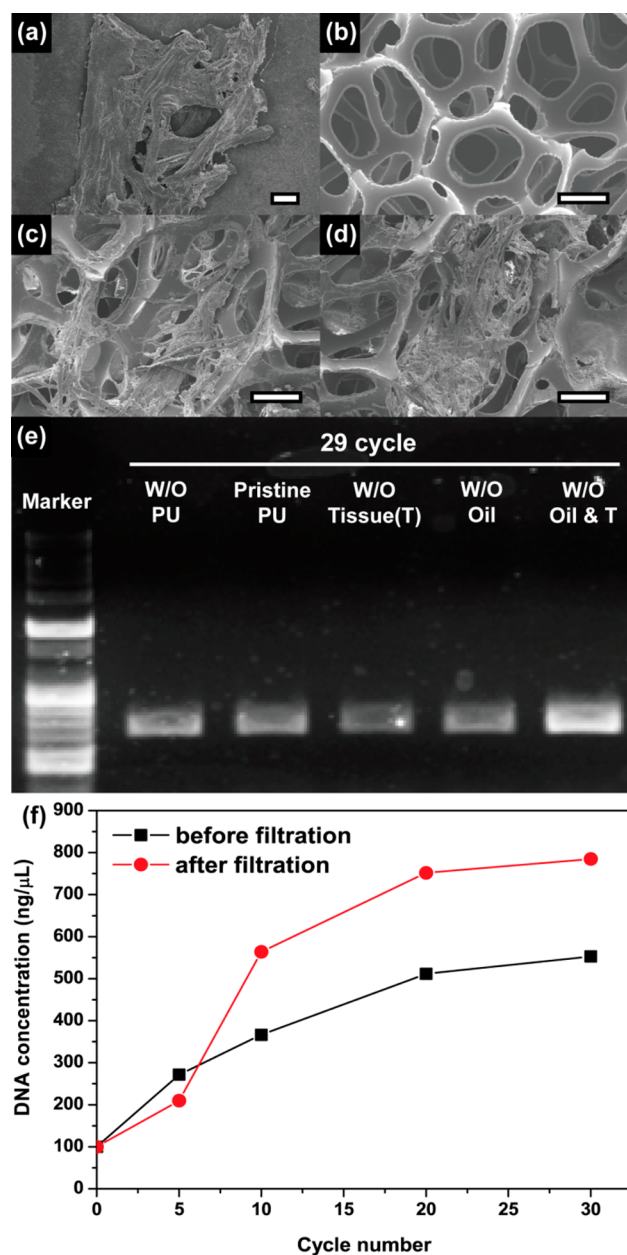 (a)
(b)
(c)
(d)
(e)
29 cycle
Marker
W/O
PU
Pristine
PU
W/O
Tissue(T)
W/O
Oil
W/O
Oil & T
(f)
before filtration
after filtration
DNA concentration (ng/μL)
900
800
700
600
500
400
300
200
100
0
0 5 10 15 20 25 30
Cycle number